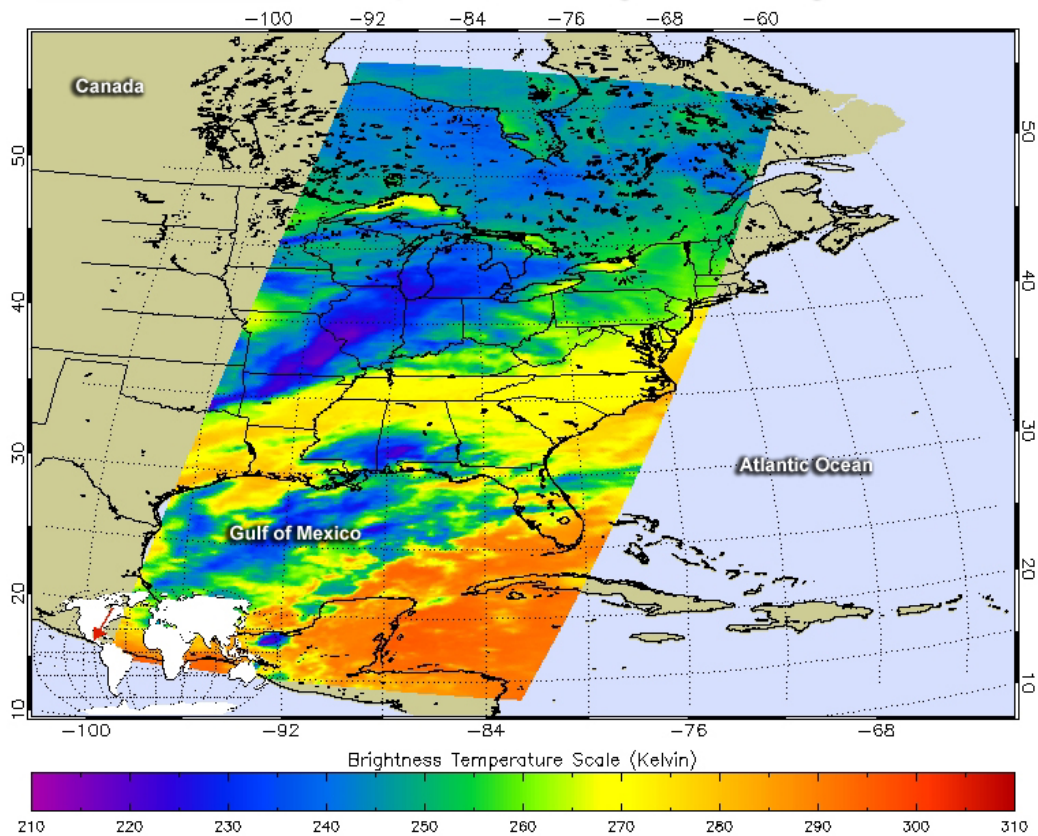 -100 -92 -84 -76 -68 -60
Canada
50
50
40
40
30
30
Atlantic Ocean
Gulf of Mexico
20
20
10
10
-100 -92 -84 -76 -68
Brightness Temperature Scale (Kelvin)
210 220 230 240 250 260 270 280 290 300 310